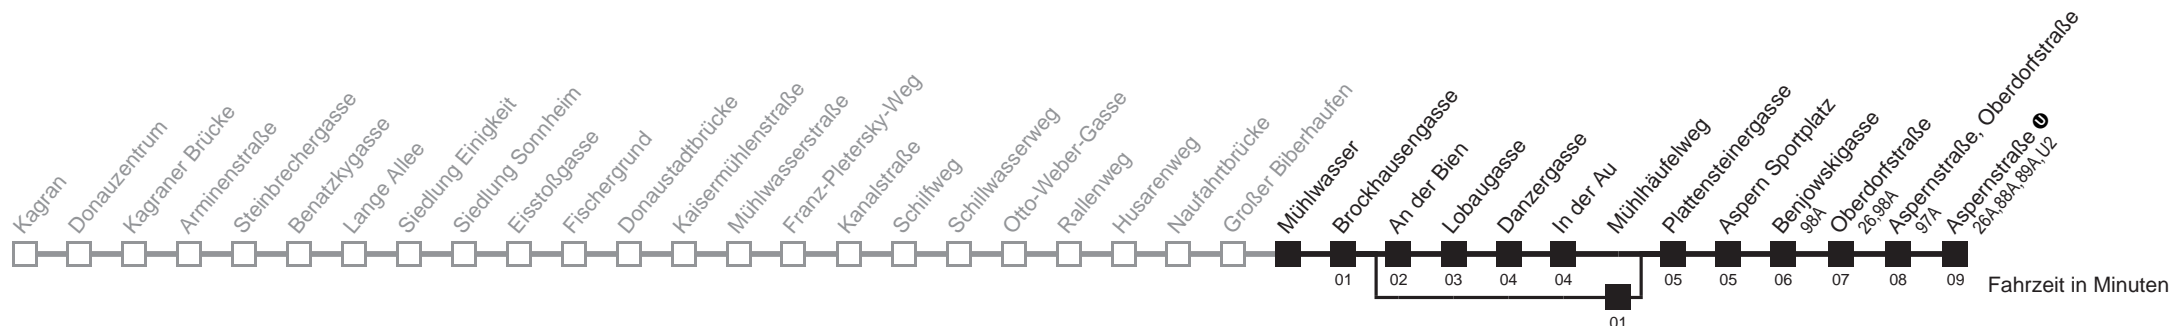 Kagran
Donauzentrum
Kagraner Brücke
Arminenstraße
Steinbrechergasse
Benatzkygasse
Lange Allee
Siedlung Einigkeit
Siedlung Sonnheim
Eisstoßgasse
Fischergrund
Donaustadtbrücke
Kaisermühlenstraße
Mühlwasserstraße
Franz-Pletersky-Weg
Kanalstraße
Schilfweg
Schillwasserweg
Otto-Weber-Gasse
Rallenweg
Husarenweg
Naufahrtbrücke
Großer Biberhaufen
Mühlwasser
Brockhausengasse
An der Bien
Lobaugasse
Danzergasse
In der Au
Mühlhäufelweg
Plattensteinergasse
Aspern Sportplatz
Benjowskigasse
98A
Oberdorfstraße
26,98A
Aspernstraße, Oberdorfstraße
97A
Aspernstraße U
26A,88A,89A,U2
01 02 03 04 04 05 05 06 07 08 09
Fahrzeit in Minuten
01